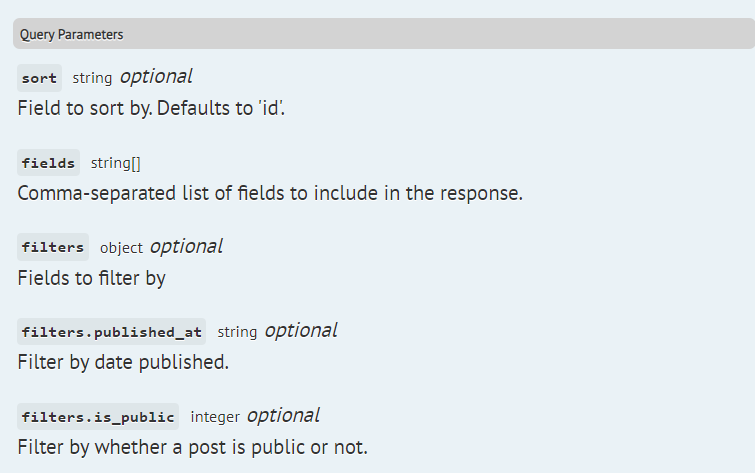 Query Parameters
sort string optional
Field to sort by. Defaults to 'id'.
fields string[]
Comma-separated list of fields to include in the response.
filters object optional
Fields to filter by
filters.published_at string optional
Filter by date published.
filters.is_public integer optional
Filter by whether a post is public or not.